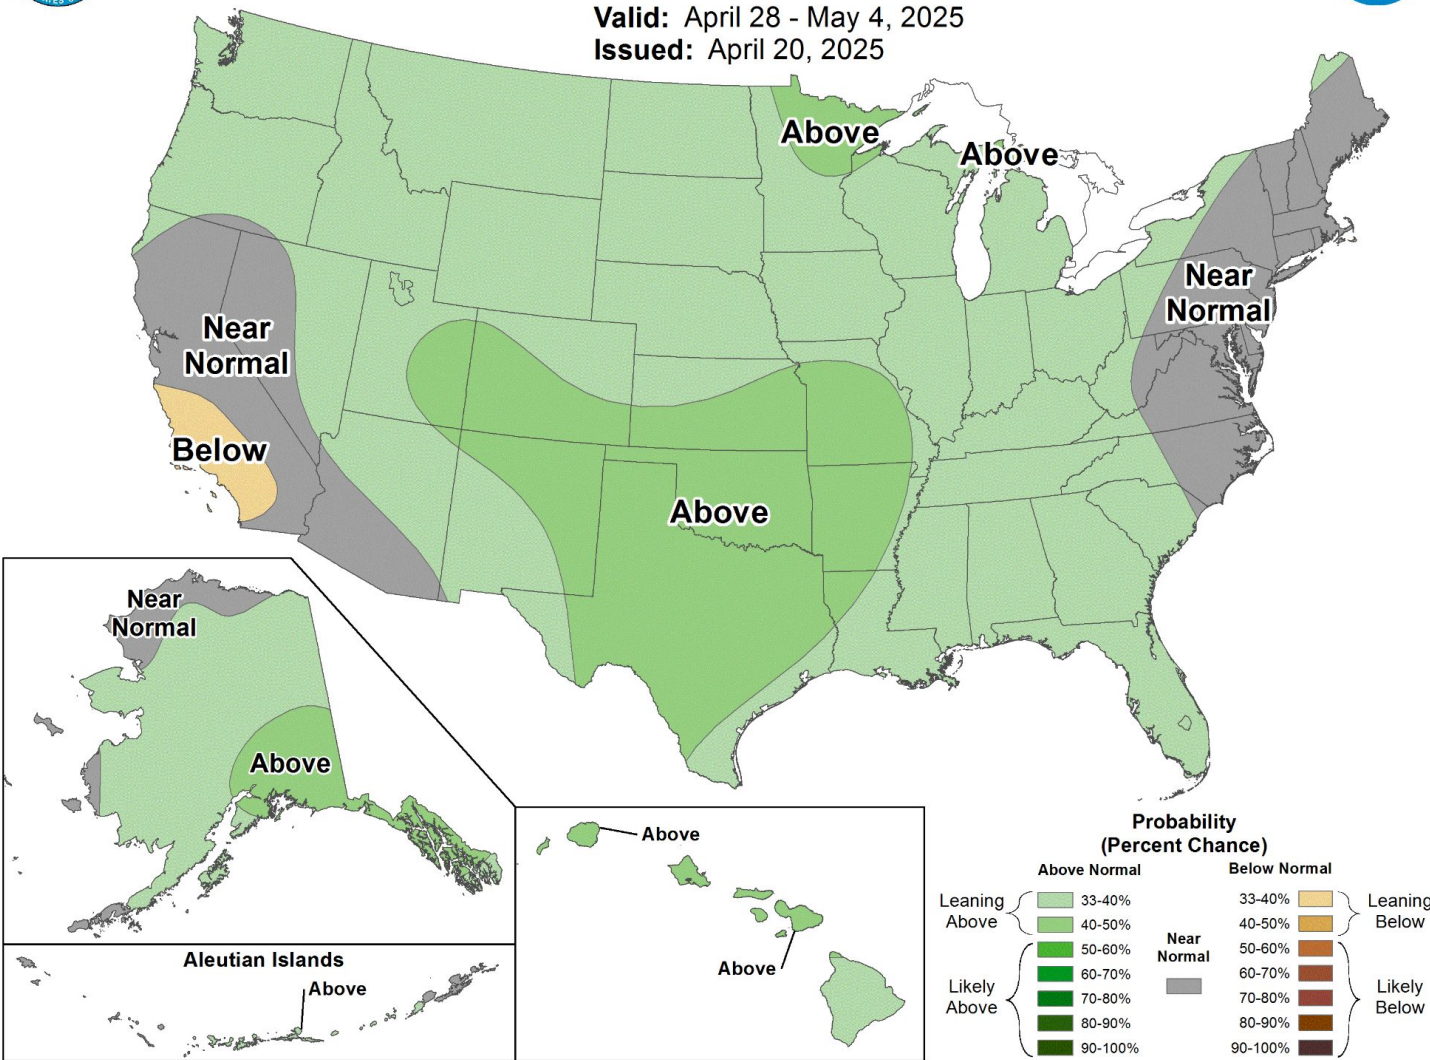 Valid: April 28 - May 4, 2025
Issued: April 20, 2025
Above
Above
Near
Normal
Near
Normal
Below
Above
Near
Normal
Above
Aleutian Islands
Above
Above
Above
Probability
(Percent Chance)
Above Normal
Below Normal
Leaning
Above
33-40%
40-50%
50-60%
60-70%
70-80%
80-90%
90-100%
Likely
Above
Near
Normal
33-40%
40-50%
50-60%
60-70%
70-80%
80-90%
90-100%
Leaning
Below
Likely
Below